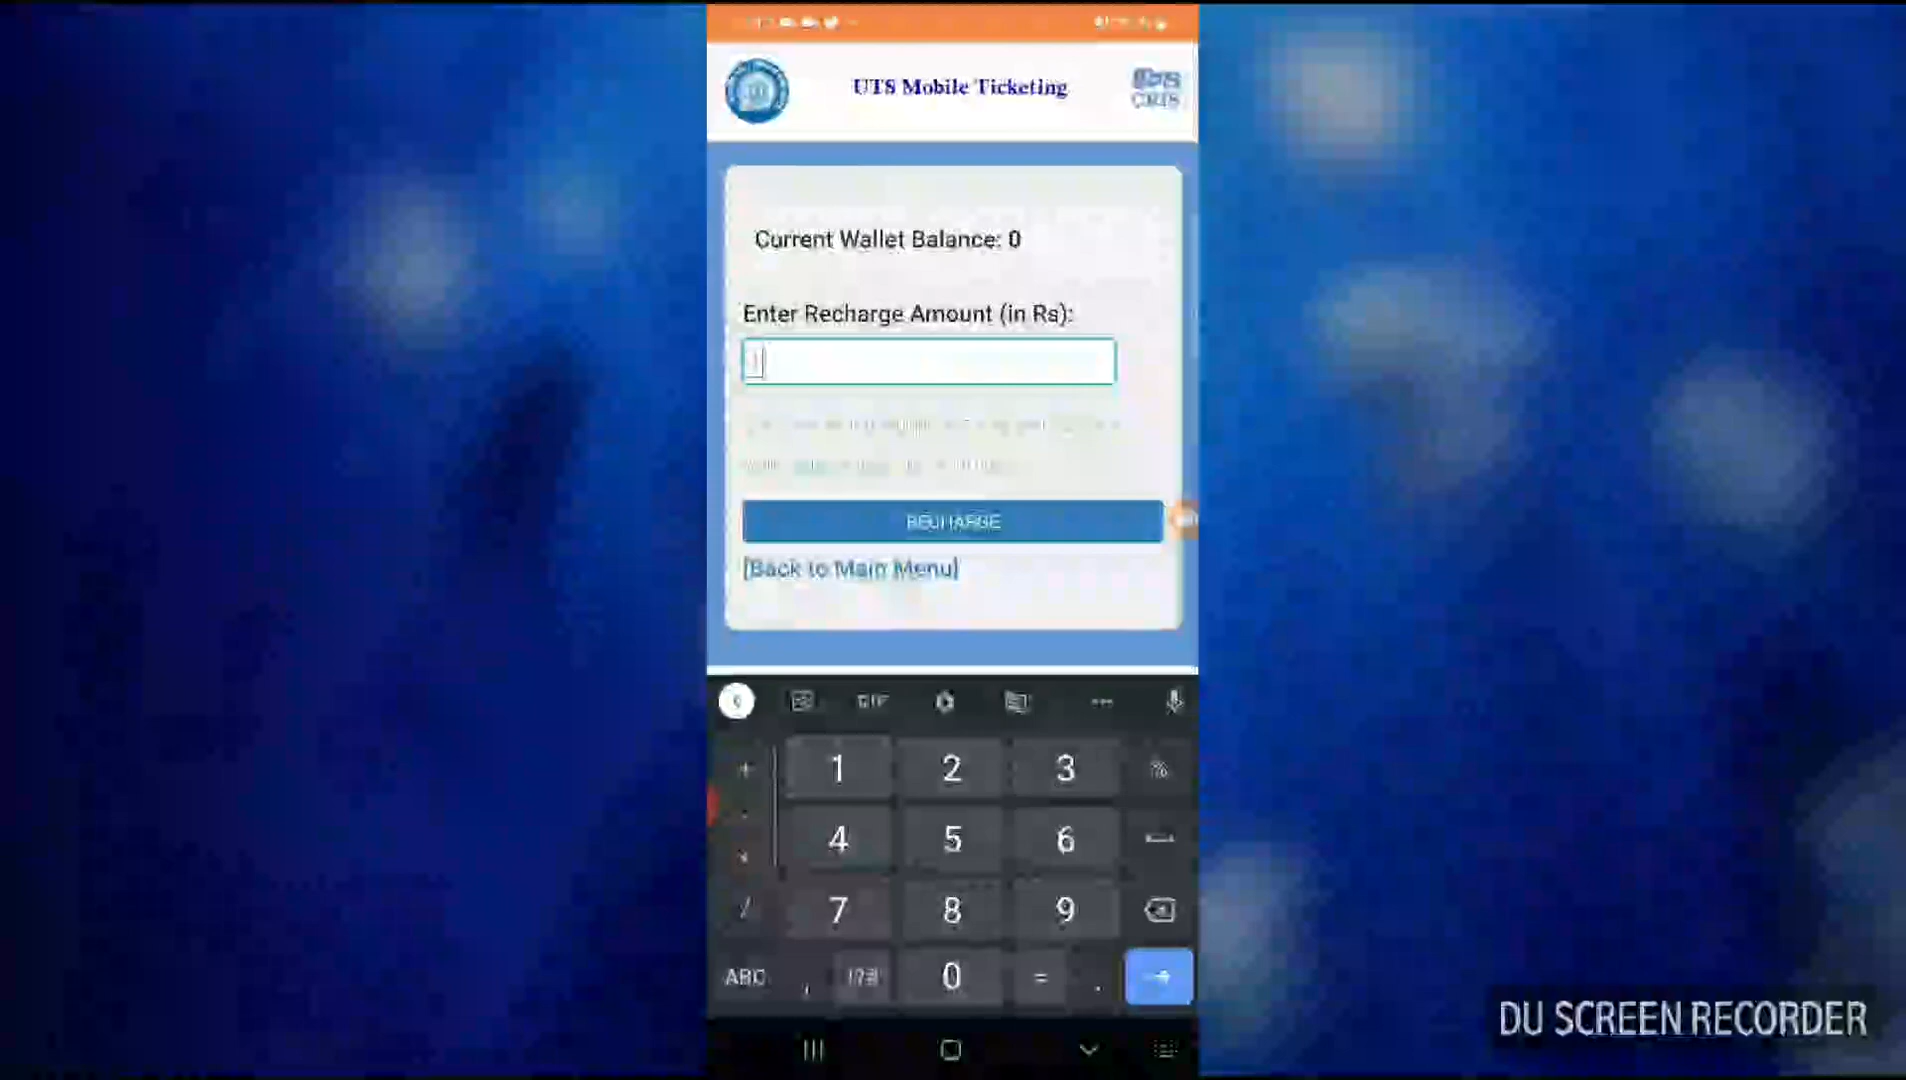 UTS Mobile Ticketing
CRIS
Current Wallet Balance: 0
Enter Recharge Amount (in Rs):
RECHARGE
[Back to Main Menu]
GIF
+ 1 2 3 %
- 4 5 6
/ 7 8 9
ABC , !?# 0 = .
DU SCREEN RECORDER